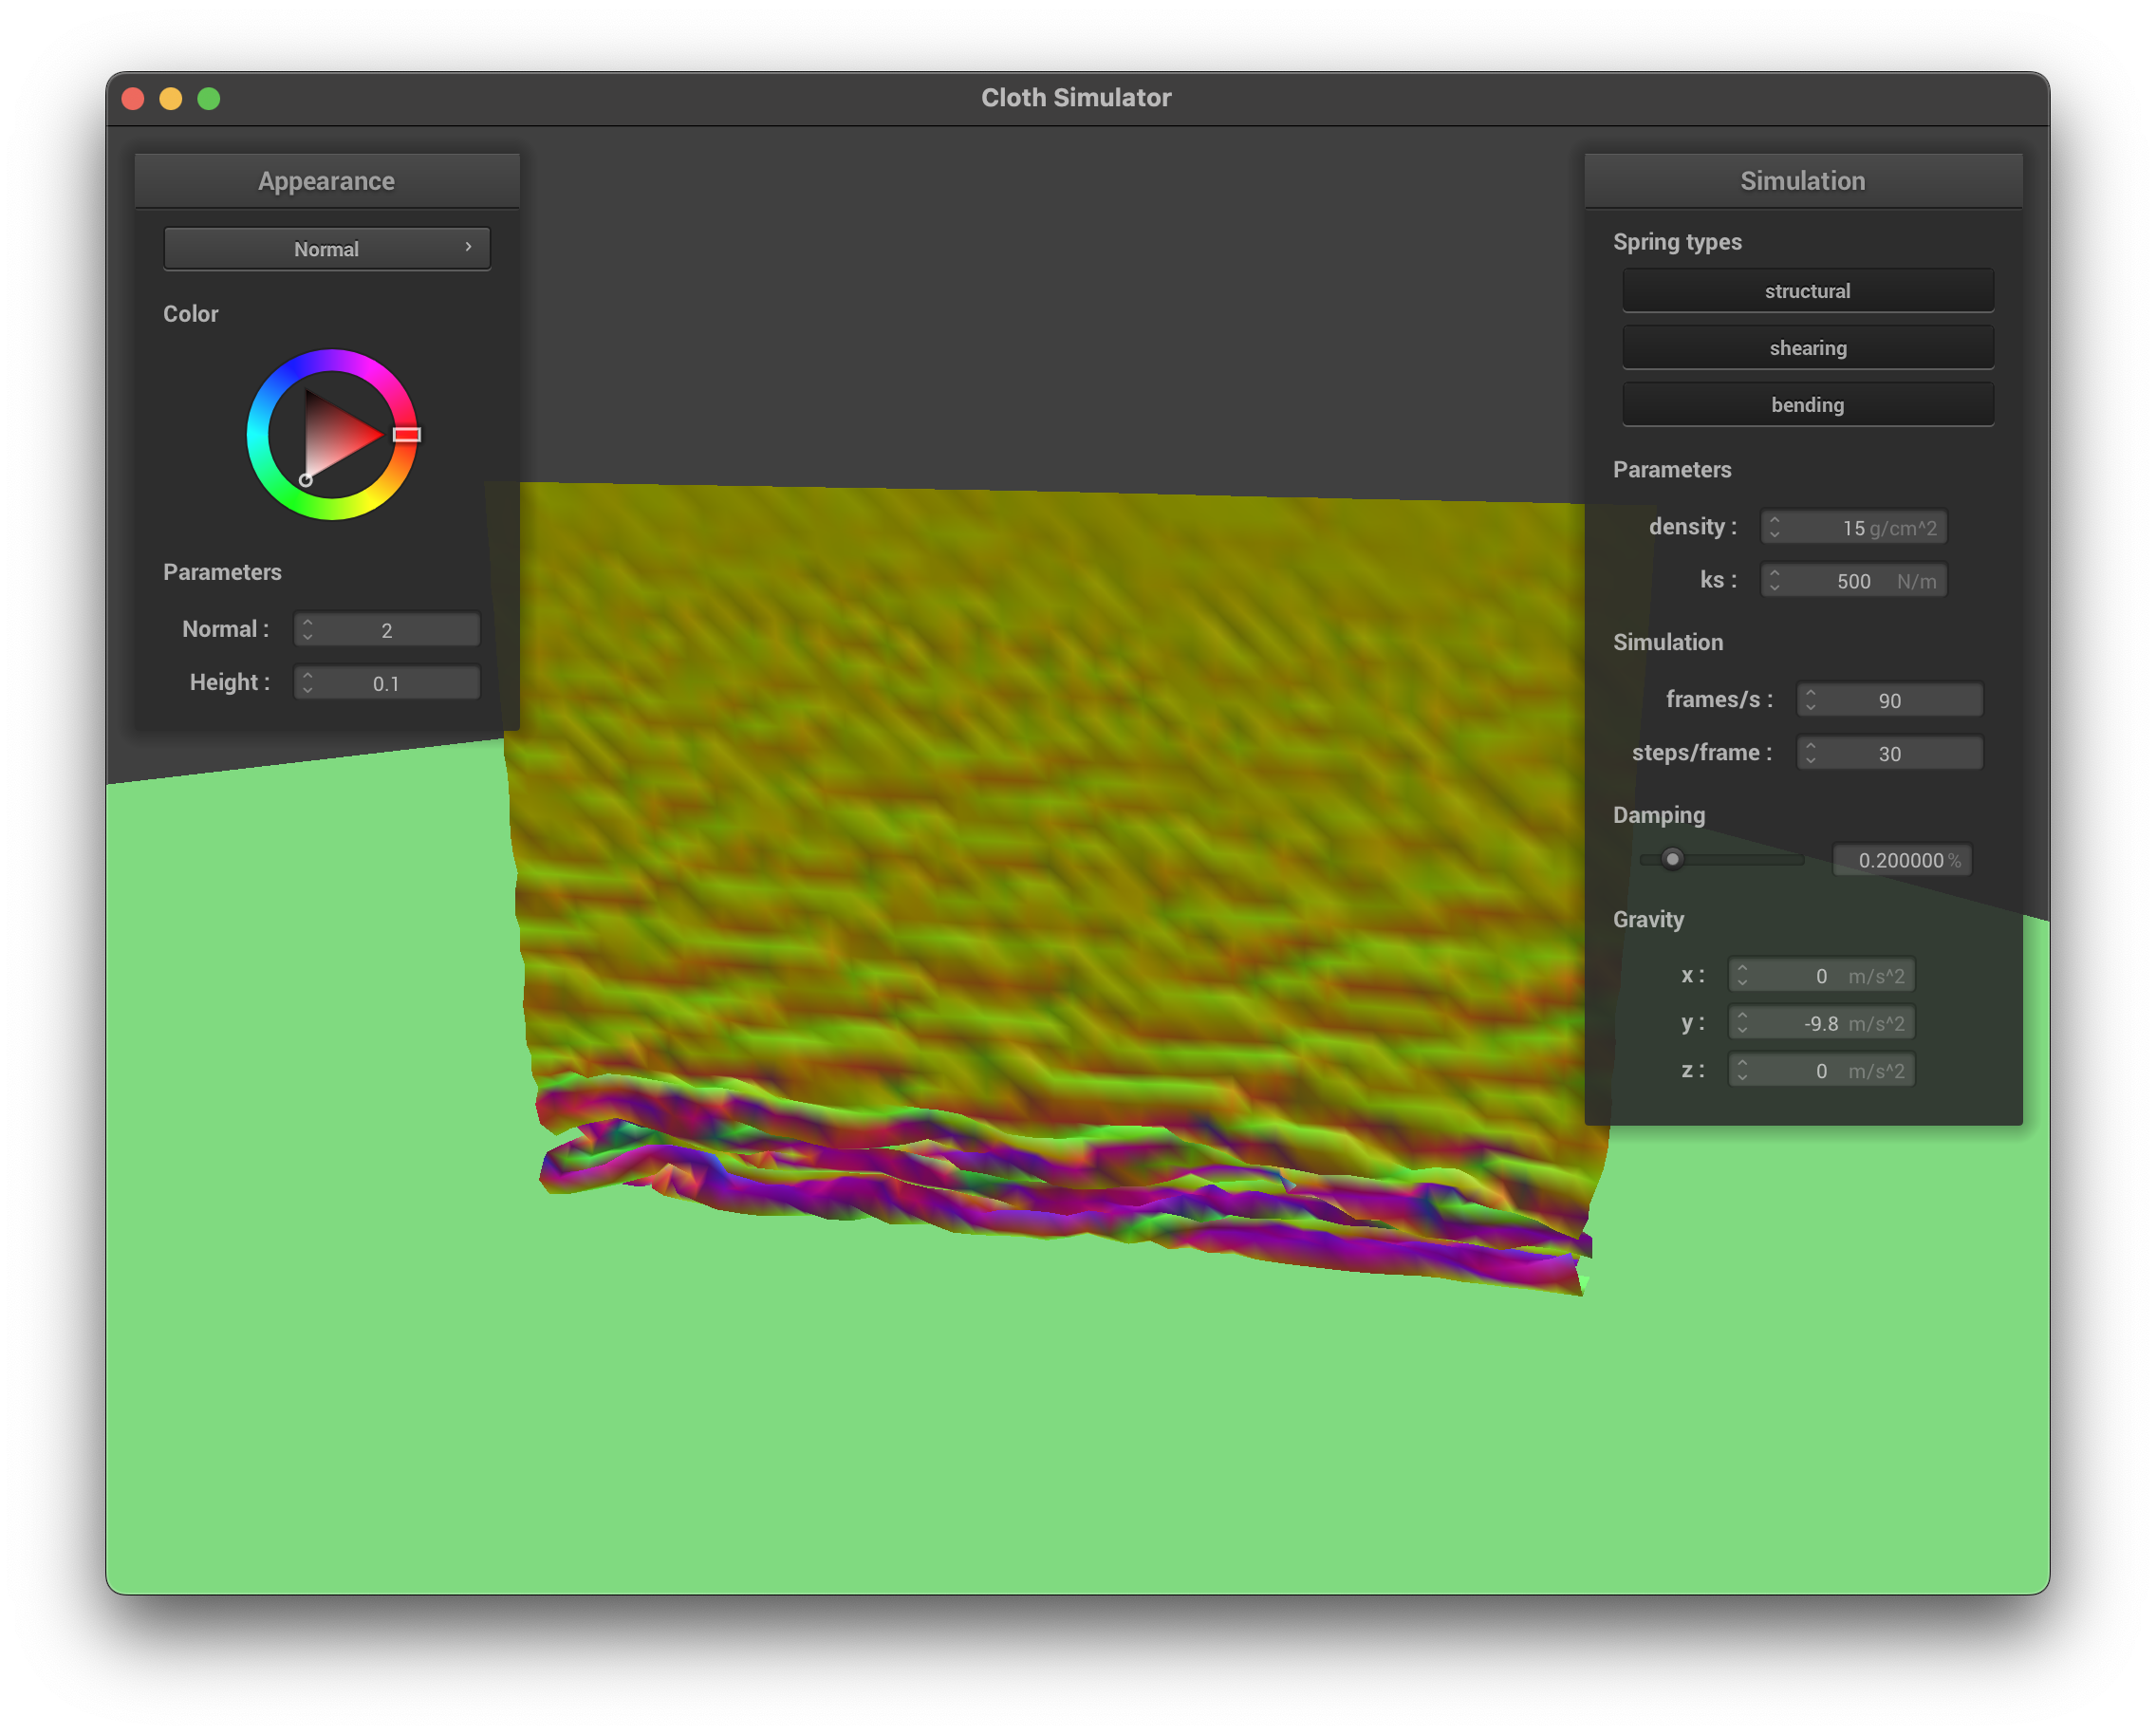 Cloth Simulator
Appearance
Normal
Color
Parameters
Normal : 2
Height : 0.1
Simulation
Spring types
structural
shearing
bending
Parameters
density : 15 g/cm^2
ks : 500 N/m
Simulation
frames/s : 90
steps/frame : 30
Damping
0.200000 %
Gravity
x : 0 m/s^2
y : -9.8 m/s^2
z : 0 m/s^2